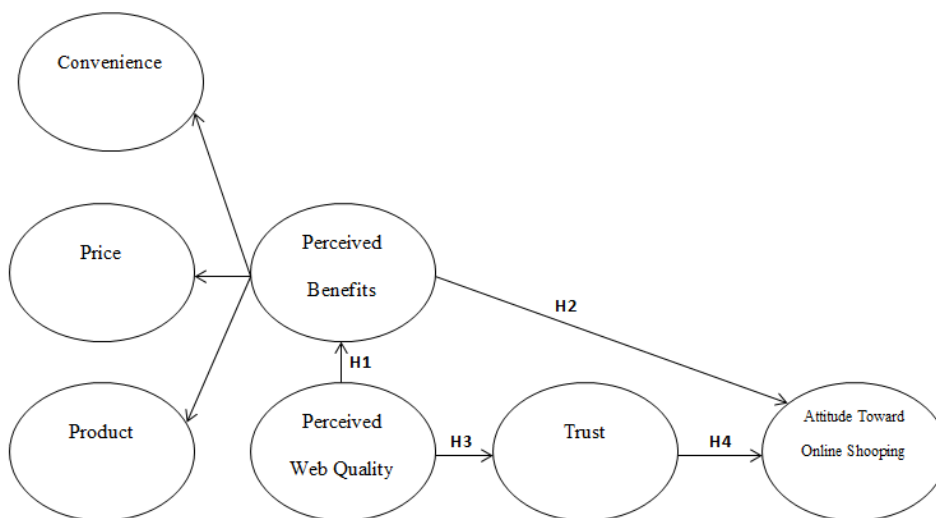 Convenience
Price
Perceived
Benefits
H2
H1
Product
Perceived
Web Quality
H3
Trust
H4
Attitude Toward
Online Shooping